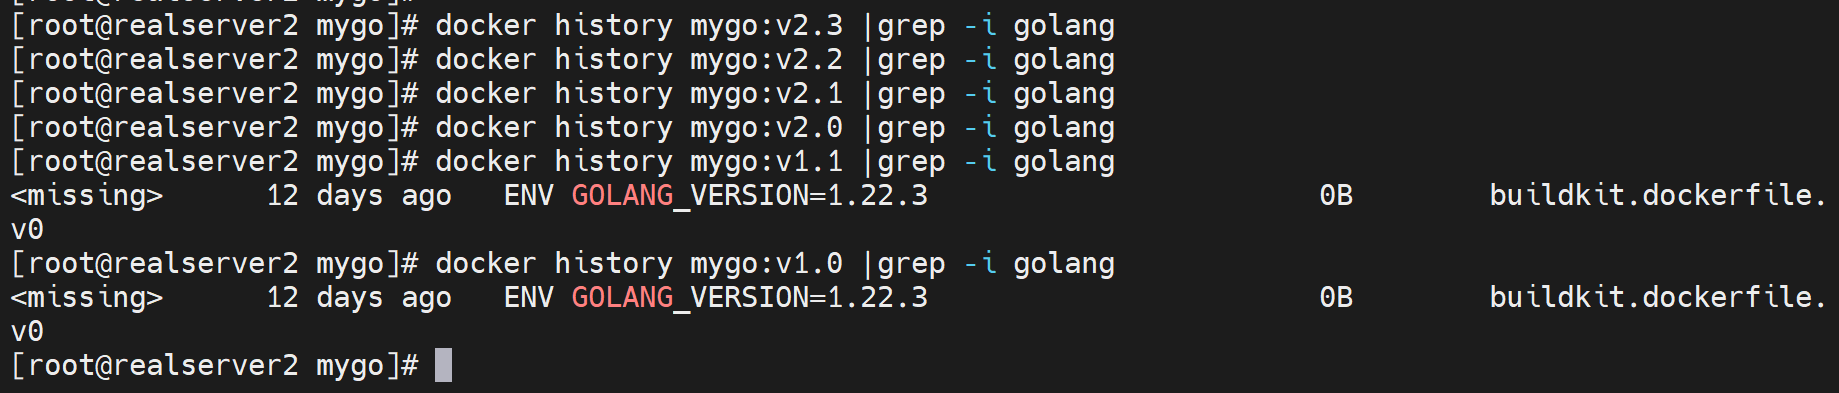 [root@realserver2 mygo]# docker history mygo:v2.3 |grep -i golang
[root@realserver2 mygo]# docker history mygo:v2.2 |grep -i golang
[root@realserver2 mygo]# docker history mygo:v2.1 |grep -i golang
[root@realserver2 mygo]# docker history mygo:v2.0 |grep -i golang
[root@realserver2 mygo]# docker history mygo:v1.1 |grep -i golang
<missing>      12 days ago   ENV GOLANG_VERSION=1.22.3                       0B        buildkit.dockerfile.
v0
[root@realserver2 mygo]# docker history mygo:v1.0 |grep -i golang
<missing>      12 days ago   ENV GOLANG_VERSION=1.22.3                       0B        buildkit.dockerfile.
v0
[root@realserver2 mygo]#